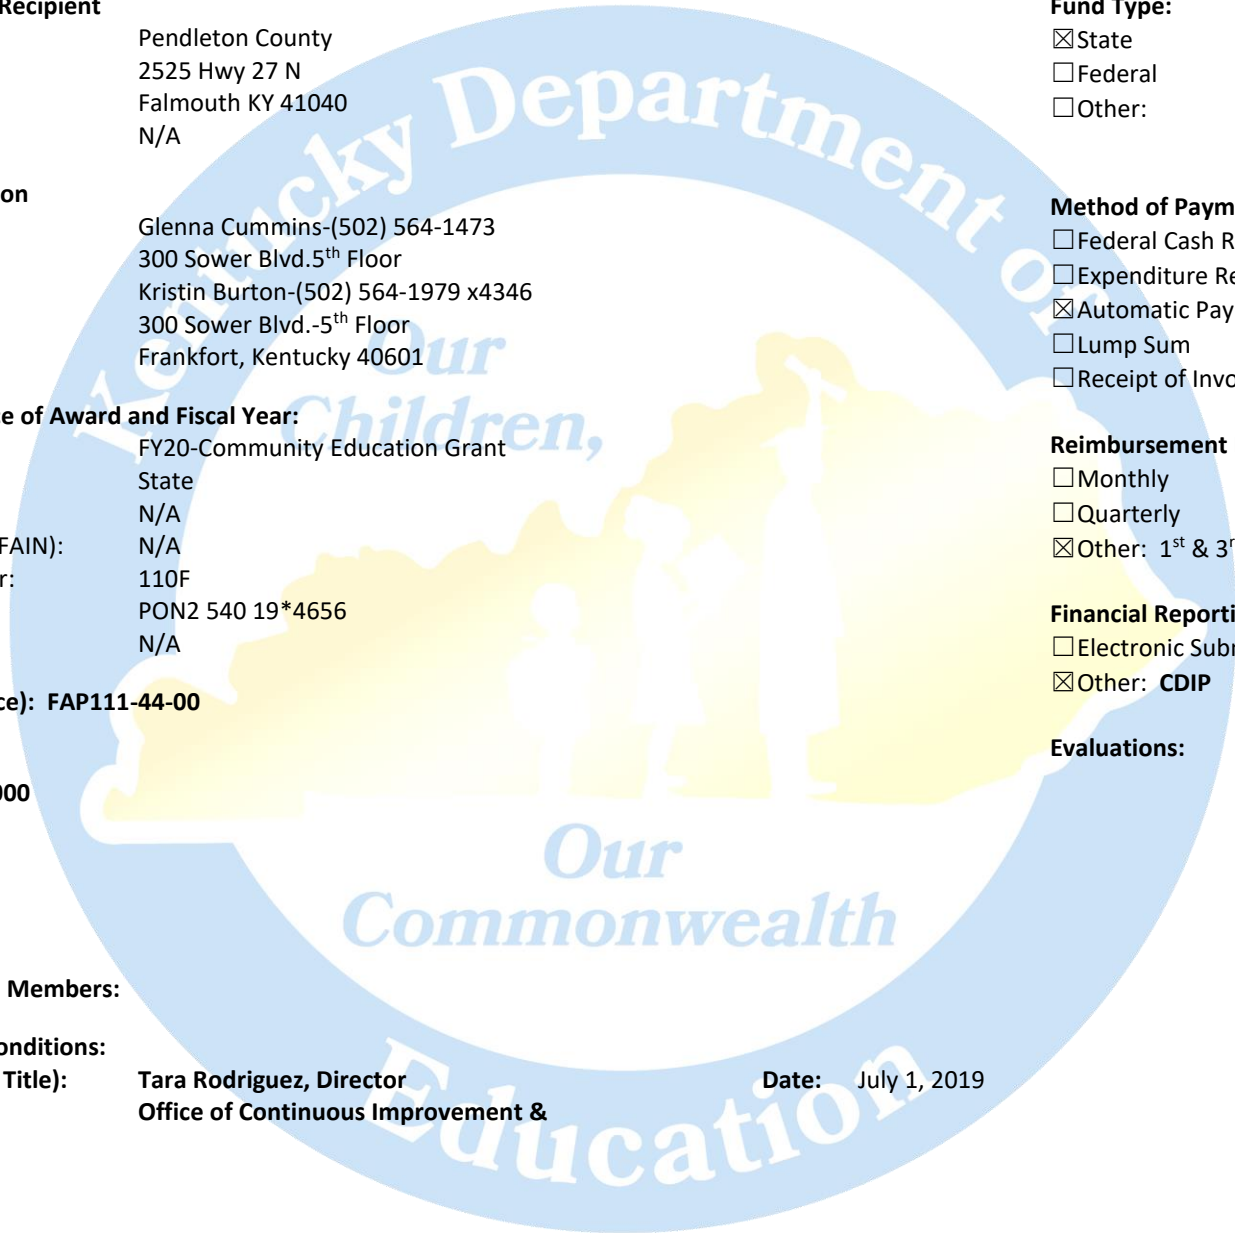 Recipient
Pendleton County
2525 Hwy 27 N
Falmouth KY 41040
N/A
on
Glenna Cummins-(502) 564-1473
300 Sower Blvd.5th Floor
Kristin Burton-(502) 564-1979 x4346
300 Sower Blvd.-5th Floor
Frankfort, Kentucky 40601
ce of Award and Fiscal Year:
FY20-Community Education Grant
State
N/A
FAIN): N/A
r: 110F
PON2 540 19*4656
N/A
ce): FAP111-44-00
000
Members:
onditions:
Title): Tara Rodriguez, Director Date: July 1, 2019
Office of Continuous Improvement &
Fund Type:
☒State
☐Federal
☐Other:
Method of Paym
☐Federal Cash R
☐Expenditure Re
☒Automatic Pay
☐Lump Sum
☐Receipt of Invo
Reimbursement
☐Monthly
☐Quarterly
☒Other: 1st & 3r
Financial Reporti
☐Electronic Subr
☒Other: CDIP
Evaluations:
Kentucky Department of
Education
Our
Children,
Our
Commonwealth